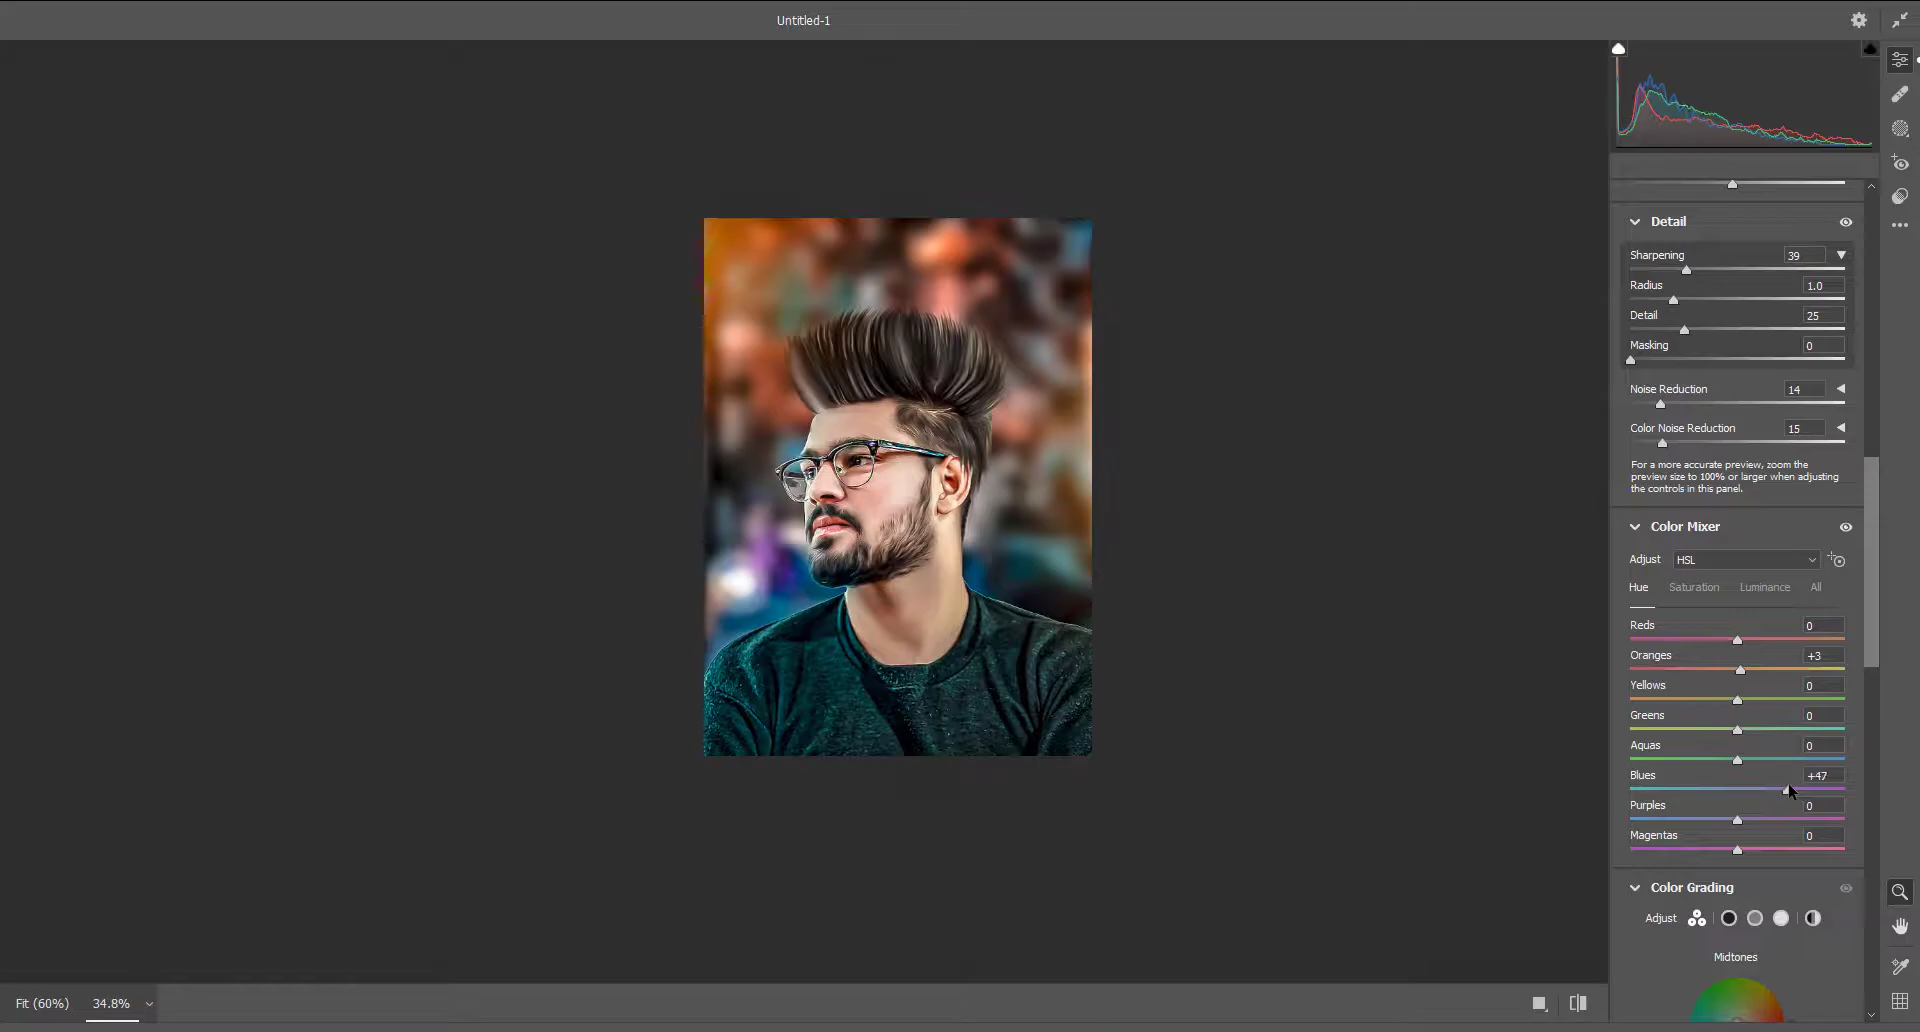 Untitled-1
Detail
Sharpening 39
Radius 1.0
Detail 25
Masking 0
Noise Reduction 14
Color Noise Reduction 15
For a more accurate preview, zoom the
preview size to 100% or larger when adjusting
the controls in this panel.
Color Mixer
Adjust HSL
Hue Saturation Luminance All
Reds 0
Oranges +3
Yellows 0
Greens 0
Aquas 0
Blues +47
Purples 0
Magentas 0
Color Grading
Adjust
Midtones
Fit (60%) 34.8%